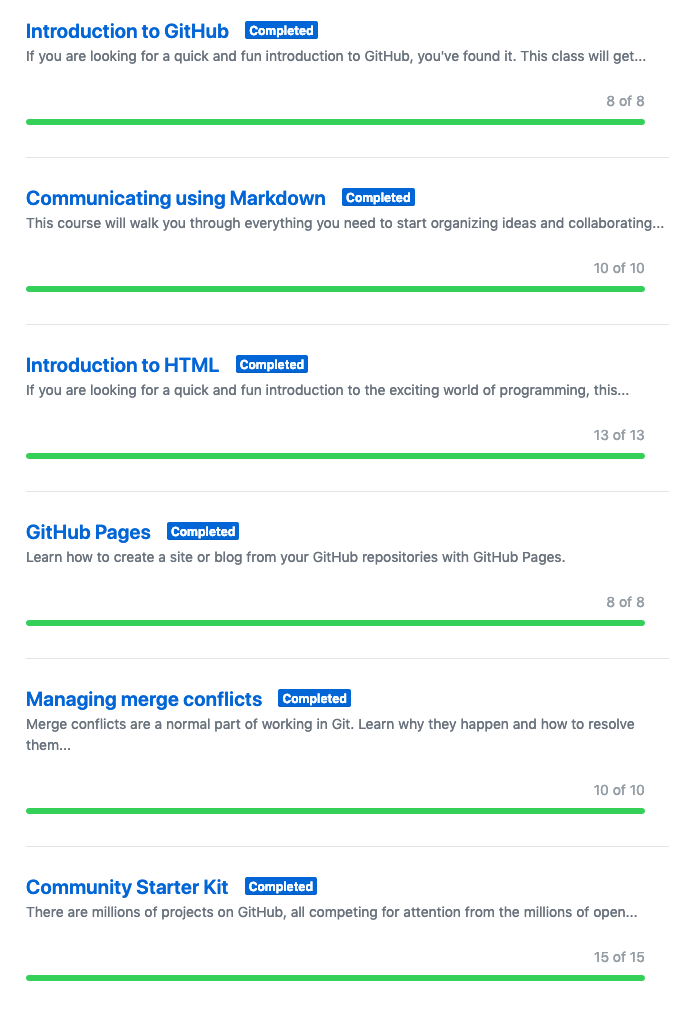 Introduction to GitHub Completed
If you are looking for a quick and fun introduction to GitHub, you've found it. This class will get...
8 of 8
Communicating using Markdown Completed
This course will walk you through everything you need to start organizing ideas and collaborating...
10 of 10
Introduction to HTML Completed
If you are looking for a quick and fun introduction to the exciting world of programming, this...
13 of 13
GitHub Pages Completed
Learn how to create a site or blog from your GitHub repositories with GitHub Pages.
8 of 8
Managing merge conflicts Completed
Merge conflicts are a normal part of working in Git. Learn why they happen and how to resolve
them...
10 of 10
Community Starter Kit Completed
There are millions of projects on GitHub, all competing for attention from the millions of open...
15 of 15